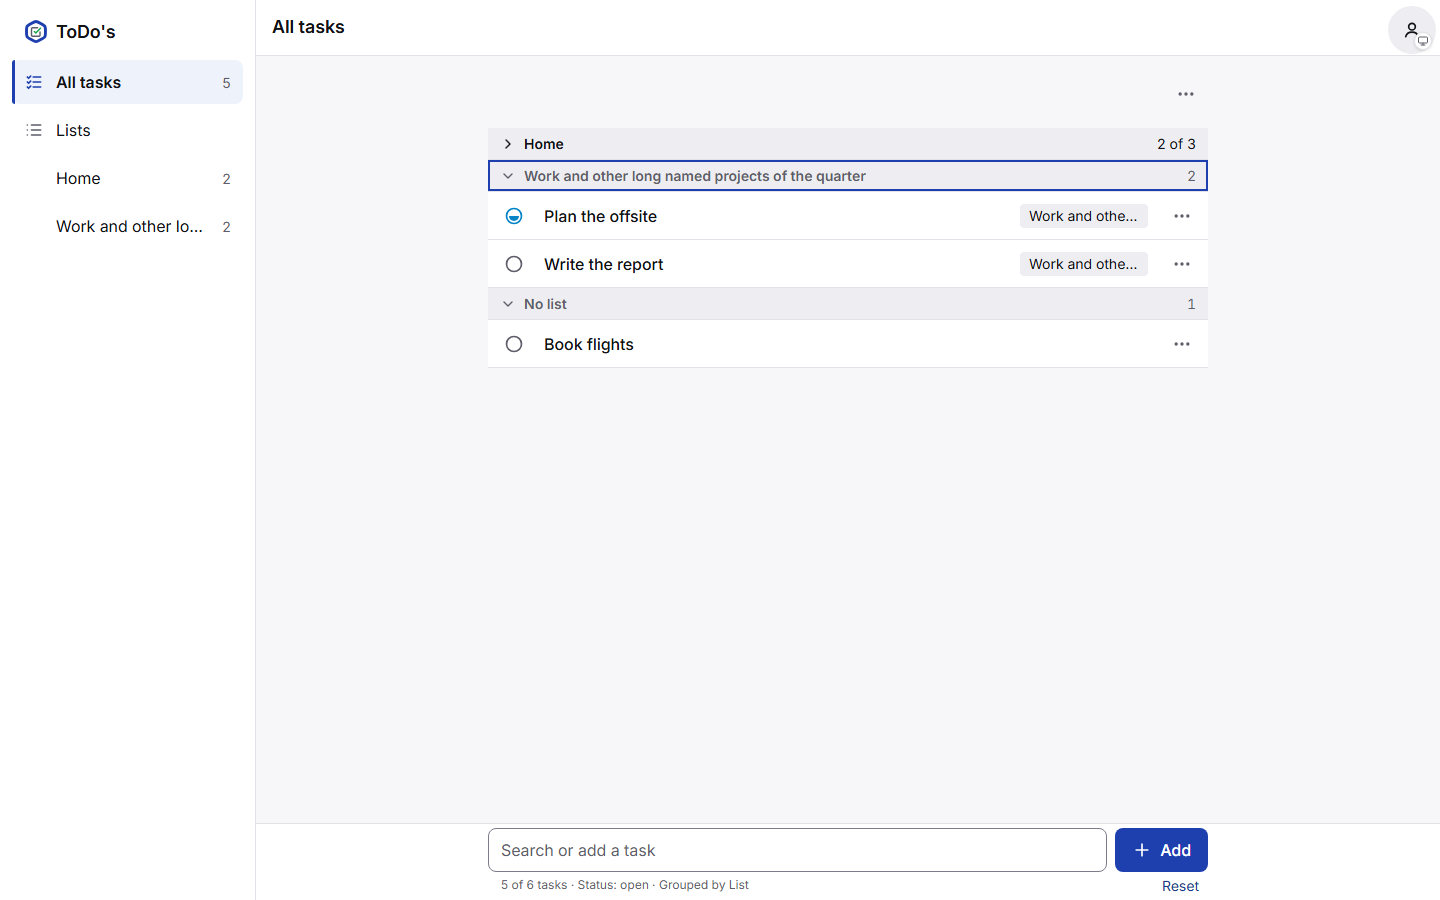 ToDo's
All tasks
5
Lists
Home
2
Work and other lo...
2
All tasks
Home
2 of 3
Work and other long named projects of the quarter
2
Plan the offsite
Work and othe...
Write the report
Work and othe...
No list
1
Book flights
Search or add a task
Add
5 of 6 tasks · Status: open · Grouped by List
Reset